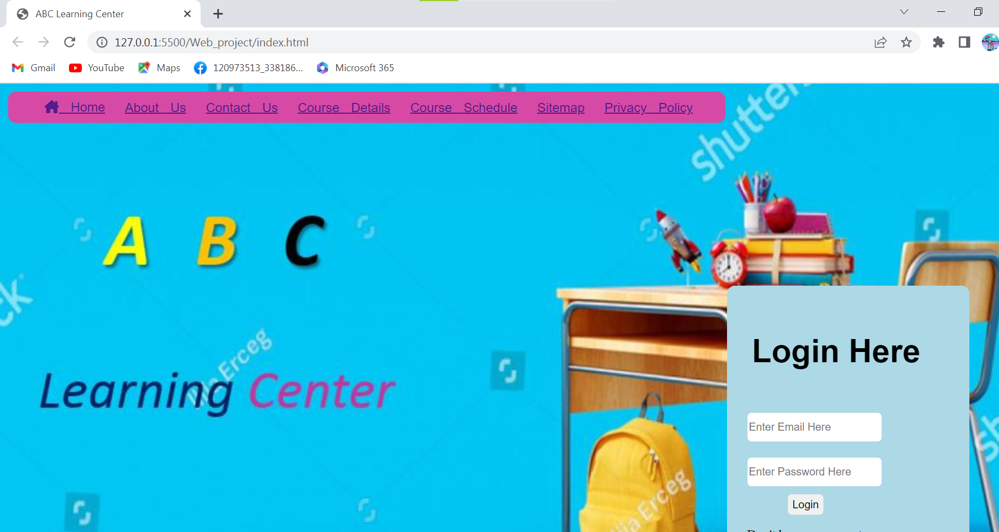 ABC Learning Center
127.0.0.1:5500/Web_project/index.html
Gmail YouTube Maps 120973513_338186... Microsoft 365
Home About Us Contact Us Course Details Course Schedule Sitemap Privacy Policy
A B C
Learning Center
Login Here
Enter Email Here
Enter Password Here
Login
Erceg
Ilija Erceg